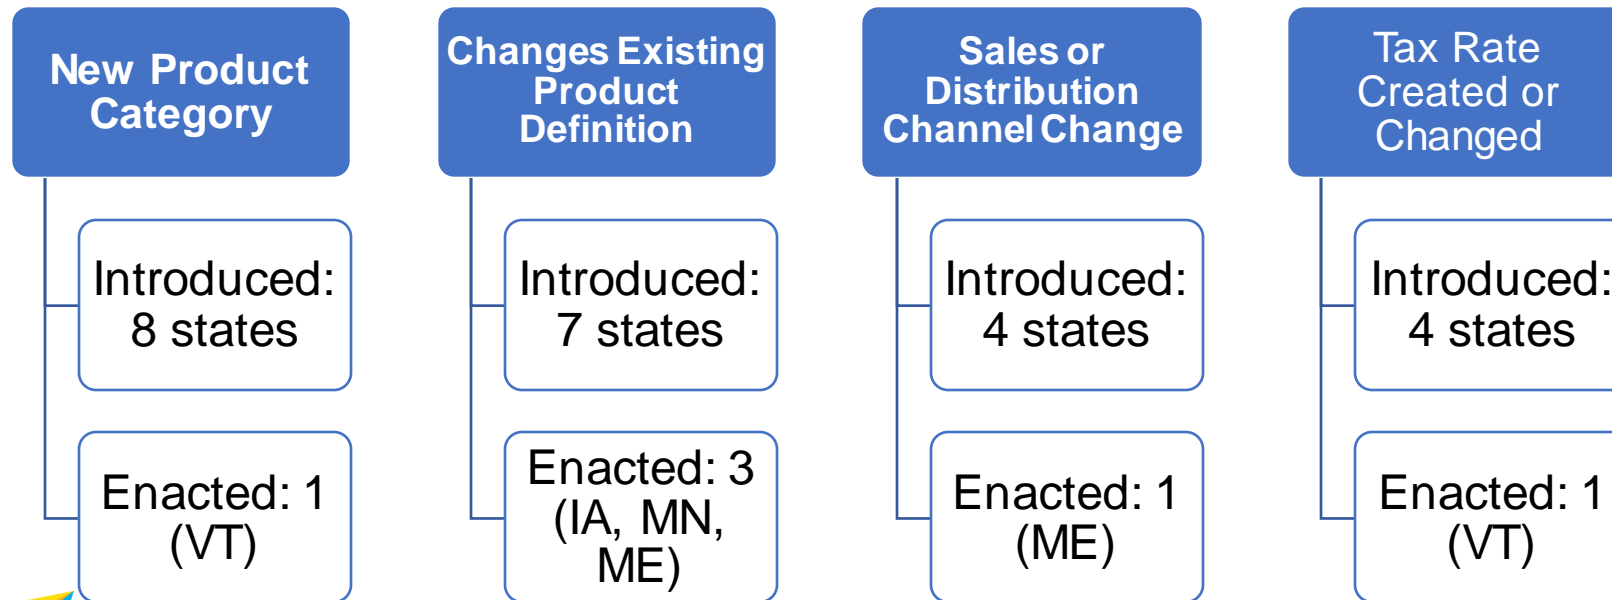 New Product
Category
Introduced:
8 states
Enacted: 1
(VT)
Changes Existing
Product
Definition
Introduced:
7 states
Enacted: 3
(IA, MN,
ME)
Sales or
Distribution
Channel Change
Introduced:
4 states
Enacted: 1
(ME)
Tax Rate
Created or
Changed
Introduced:
4 states
Enacted: 1
(VT)